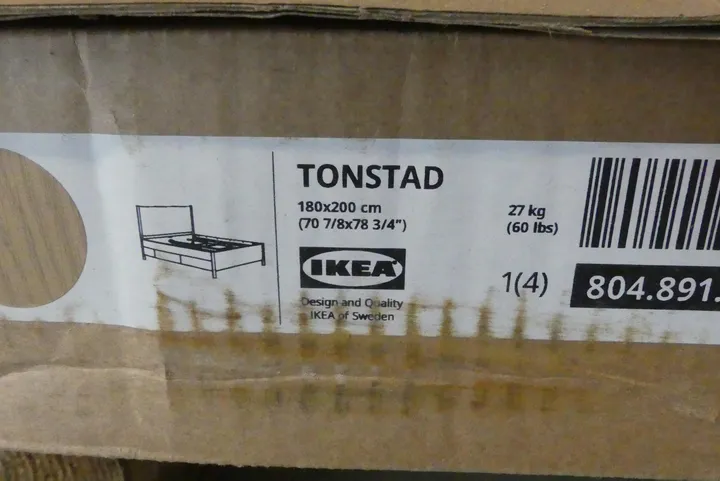 TONSTAD
180x200 cm
(70 7/8x78 3/4")
27 kg
(60 lbs)
IKEA
Design and Quality
IKEA of Sweden
1(4)
804.891.